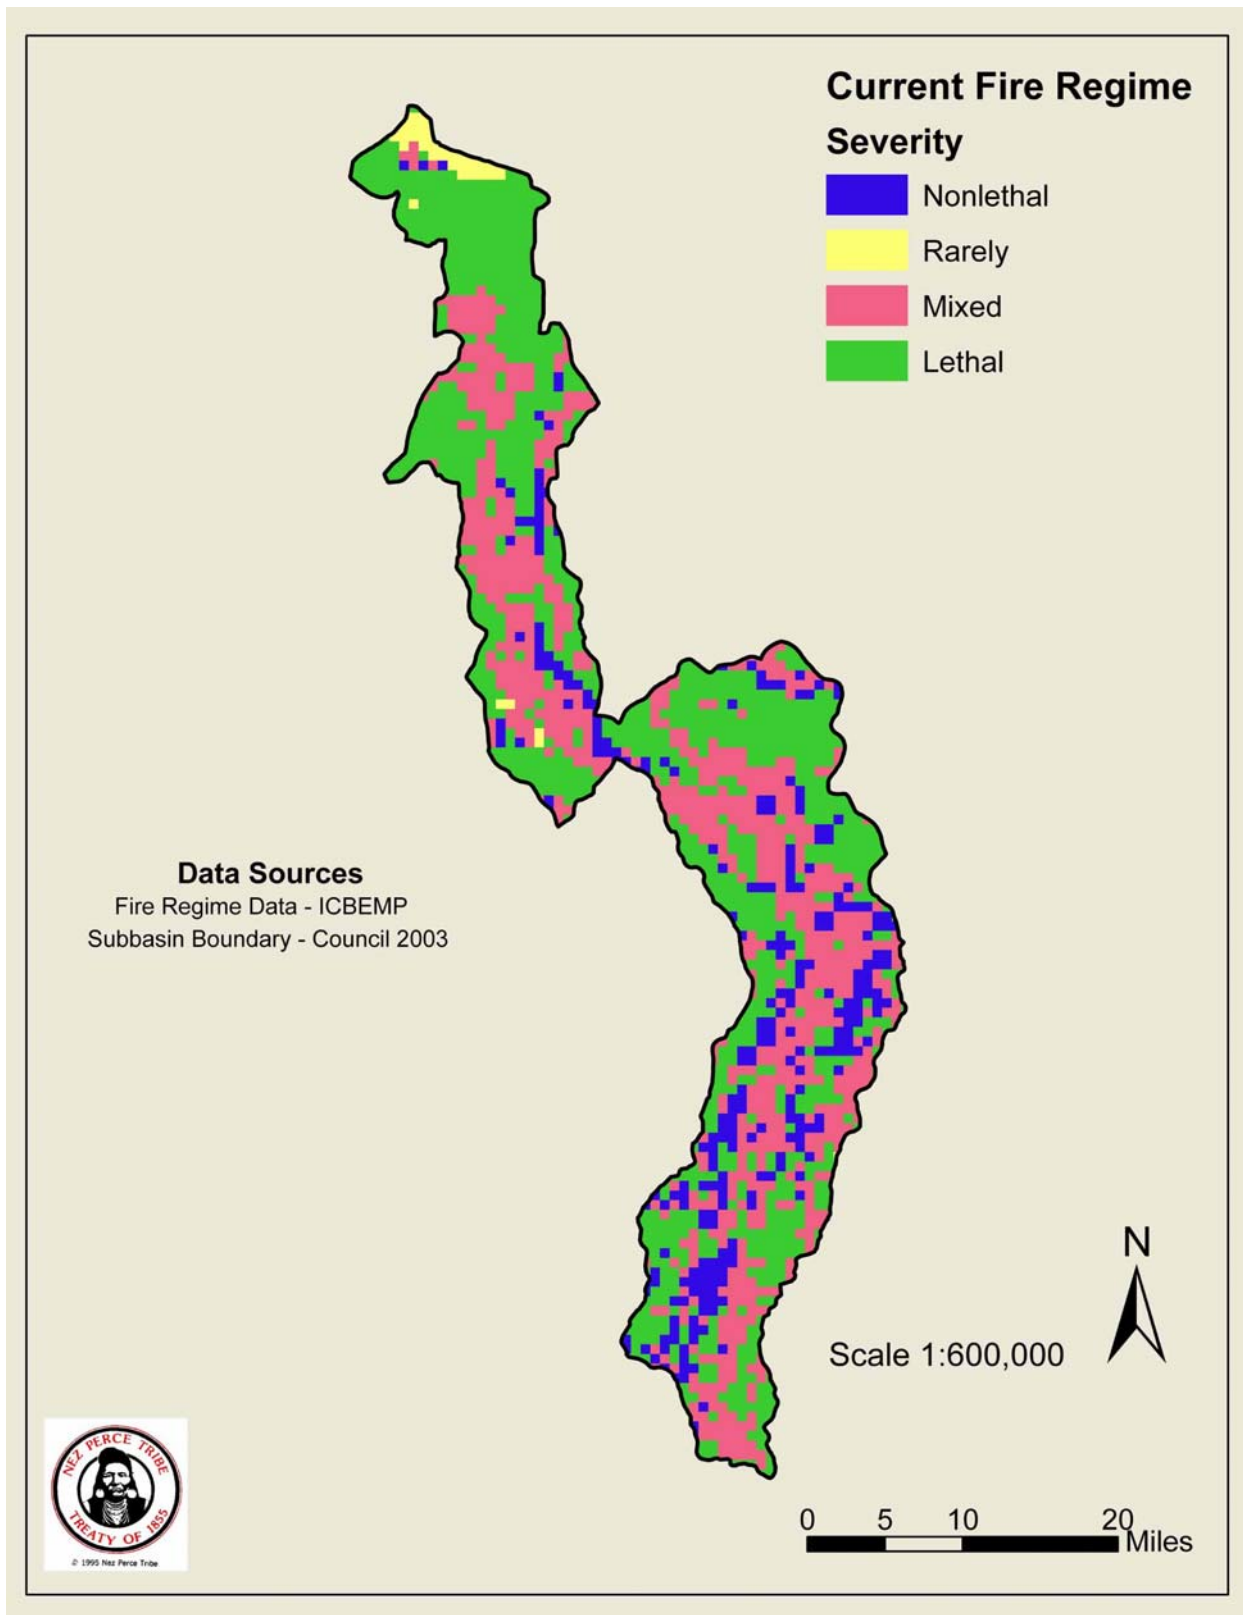 Current Fire Regime
Severity
Nonlethal
Rarely
Mixed
Lethal
Data Sources
Fire Regime Data - ICBEMP
Subbasin Boundary - Council 2003
N
Scale 1:600,000
0 5 10 20
Miles
NEZ PERCE TRIBE
TREATY OF 1855
© 1995 Nez Perce Tribe